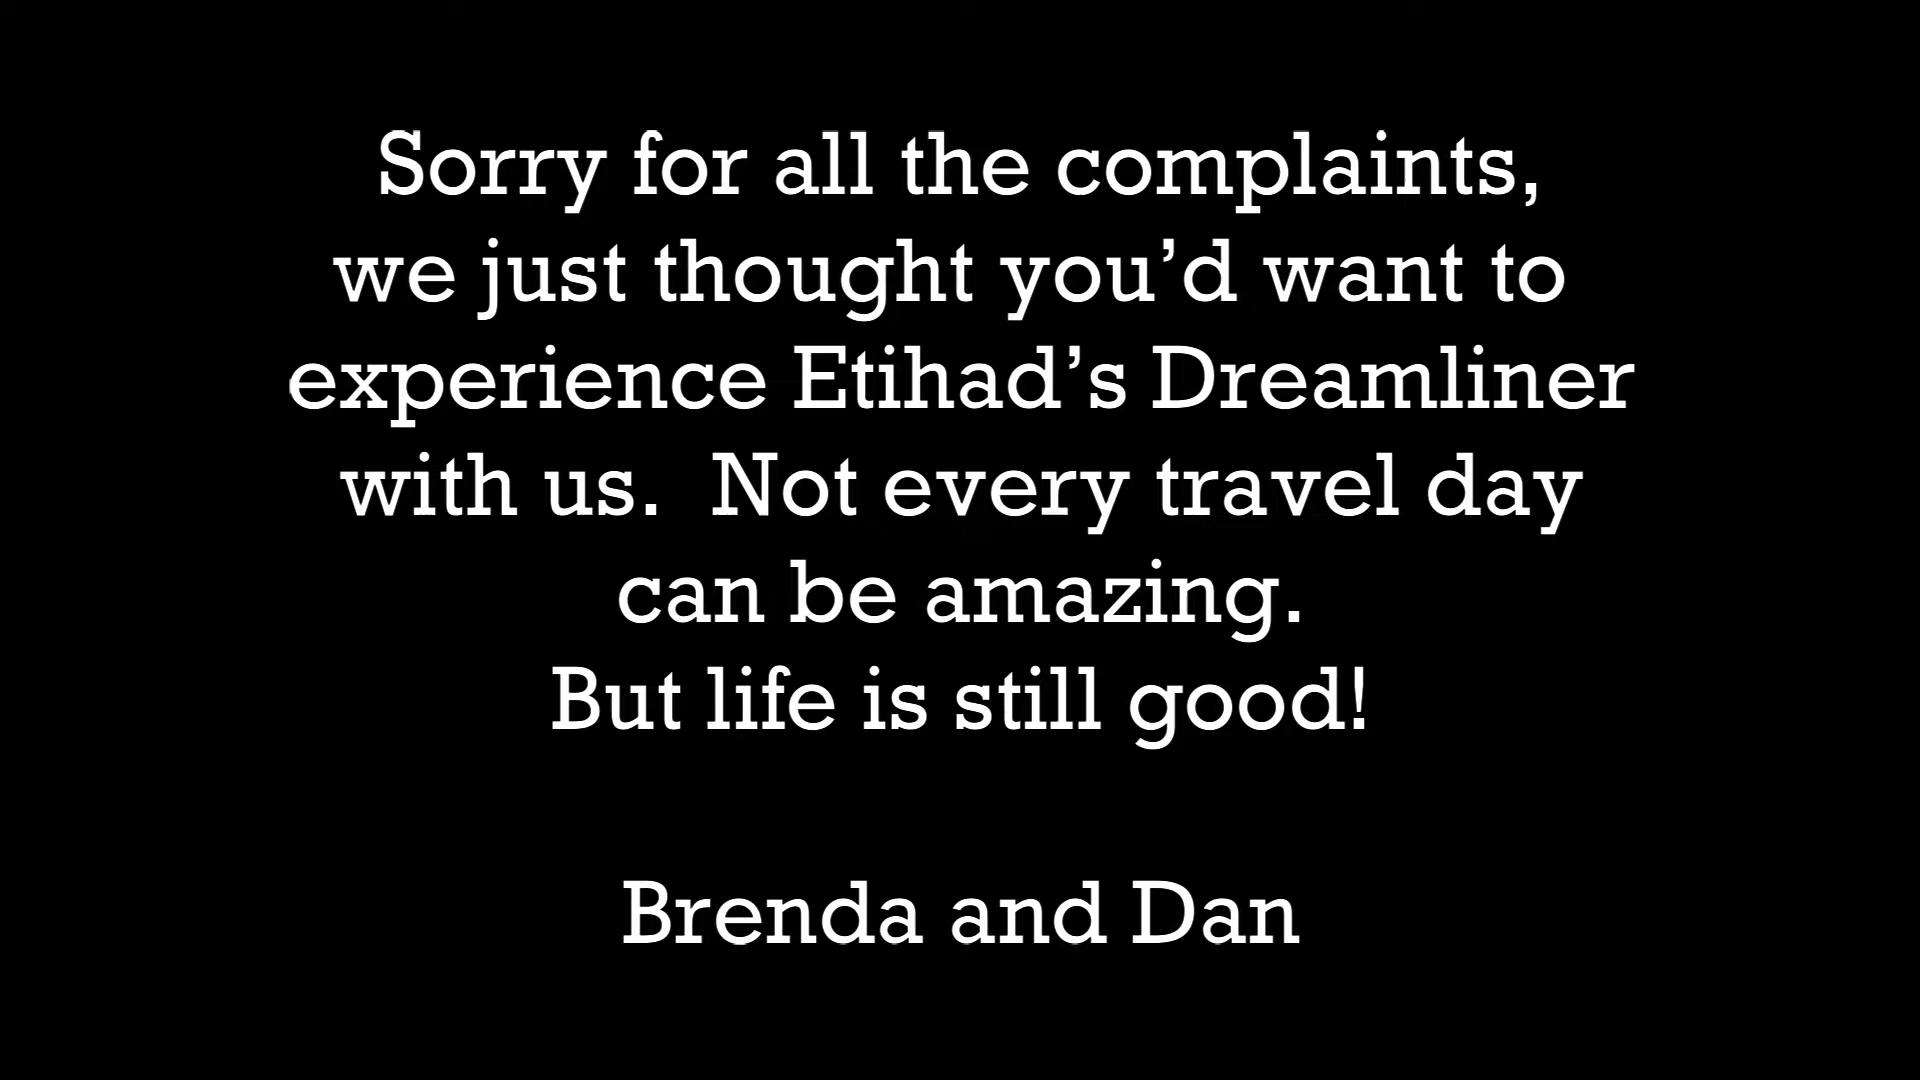 Sorry for all the complaints,
we just thought you’d want to
experience Etihad’s Dreamliner
with us.  Not every travel day
can be amazing.
But life is still good!
Brenda and Dan